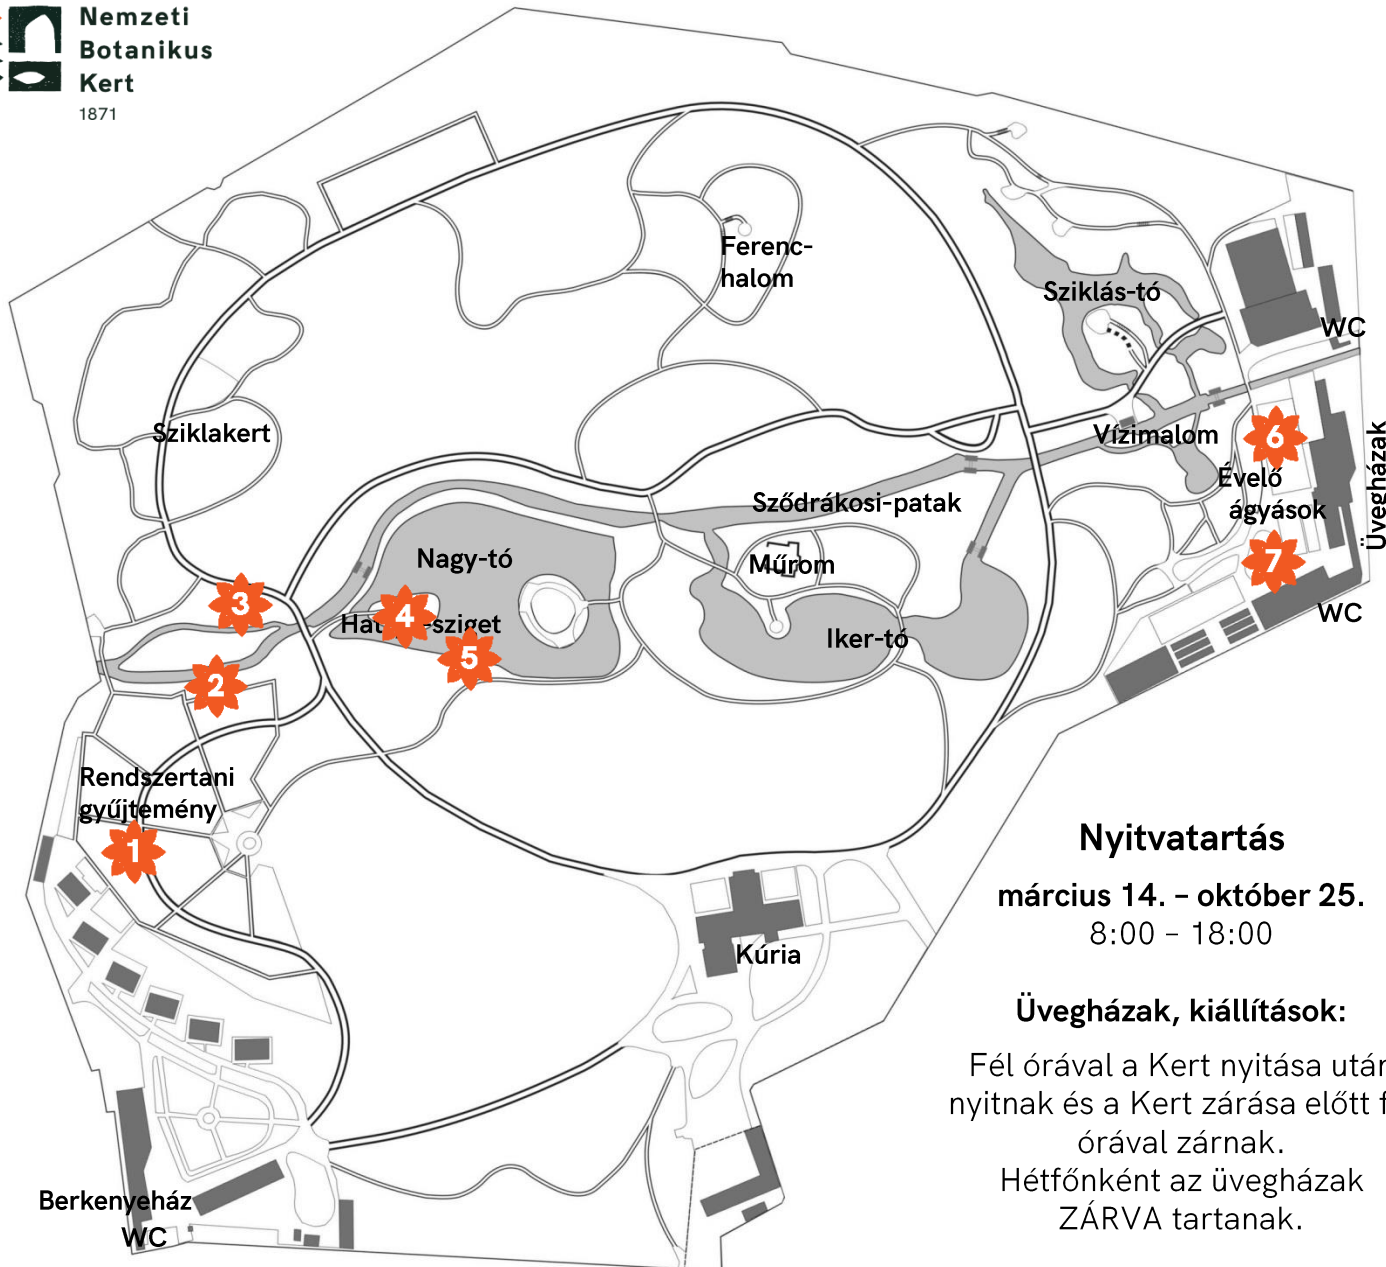 Nemzeti
Botanikus
Kert
1871
Ferenc-
halom
Sziklás-tó
WC
Sziklakert
Vízimalom
6
Üvegházak
Évelő
ágyások
Sződrákosi-patak
Nagy-tó
Műrom
7
3
4
WC
Iker-tó
5
2
Rendszertani
gyűjtemény
1
Nyitvatartás
március 14. – október 25.
8:00 – 18:00
Kúria
Üvegházak, kiállítások:
Fél órával a Kert nyitása
nyitnak és a Kert zárása előtt
órával zárnak.
Hétfőnként az üvegházak
ZÁRVA tartanak.
Berkenyeház
WC